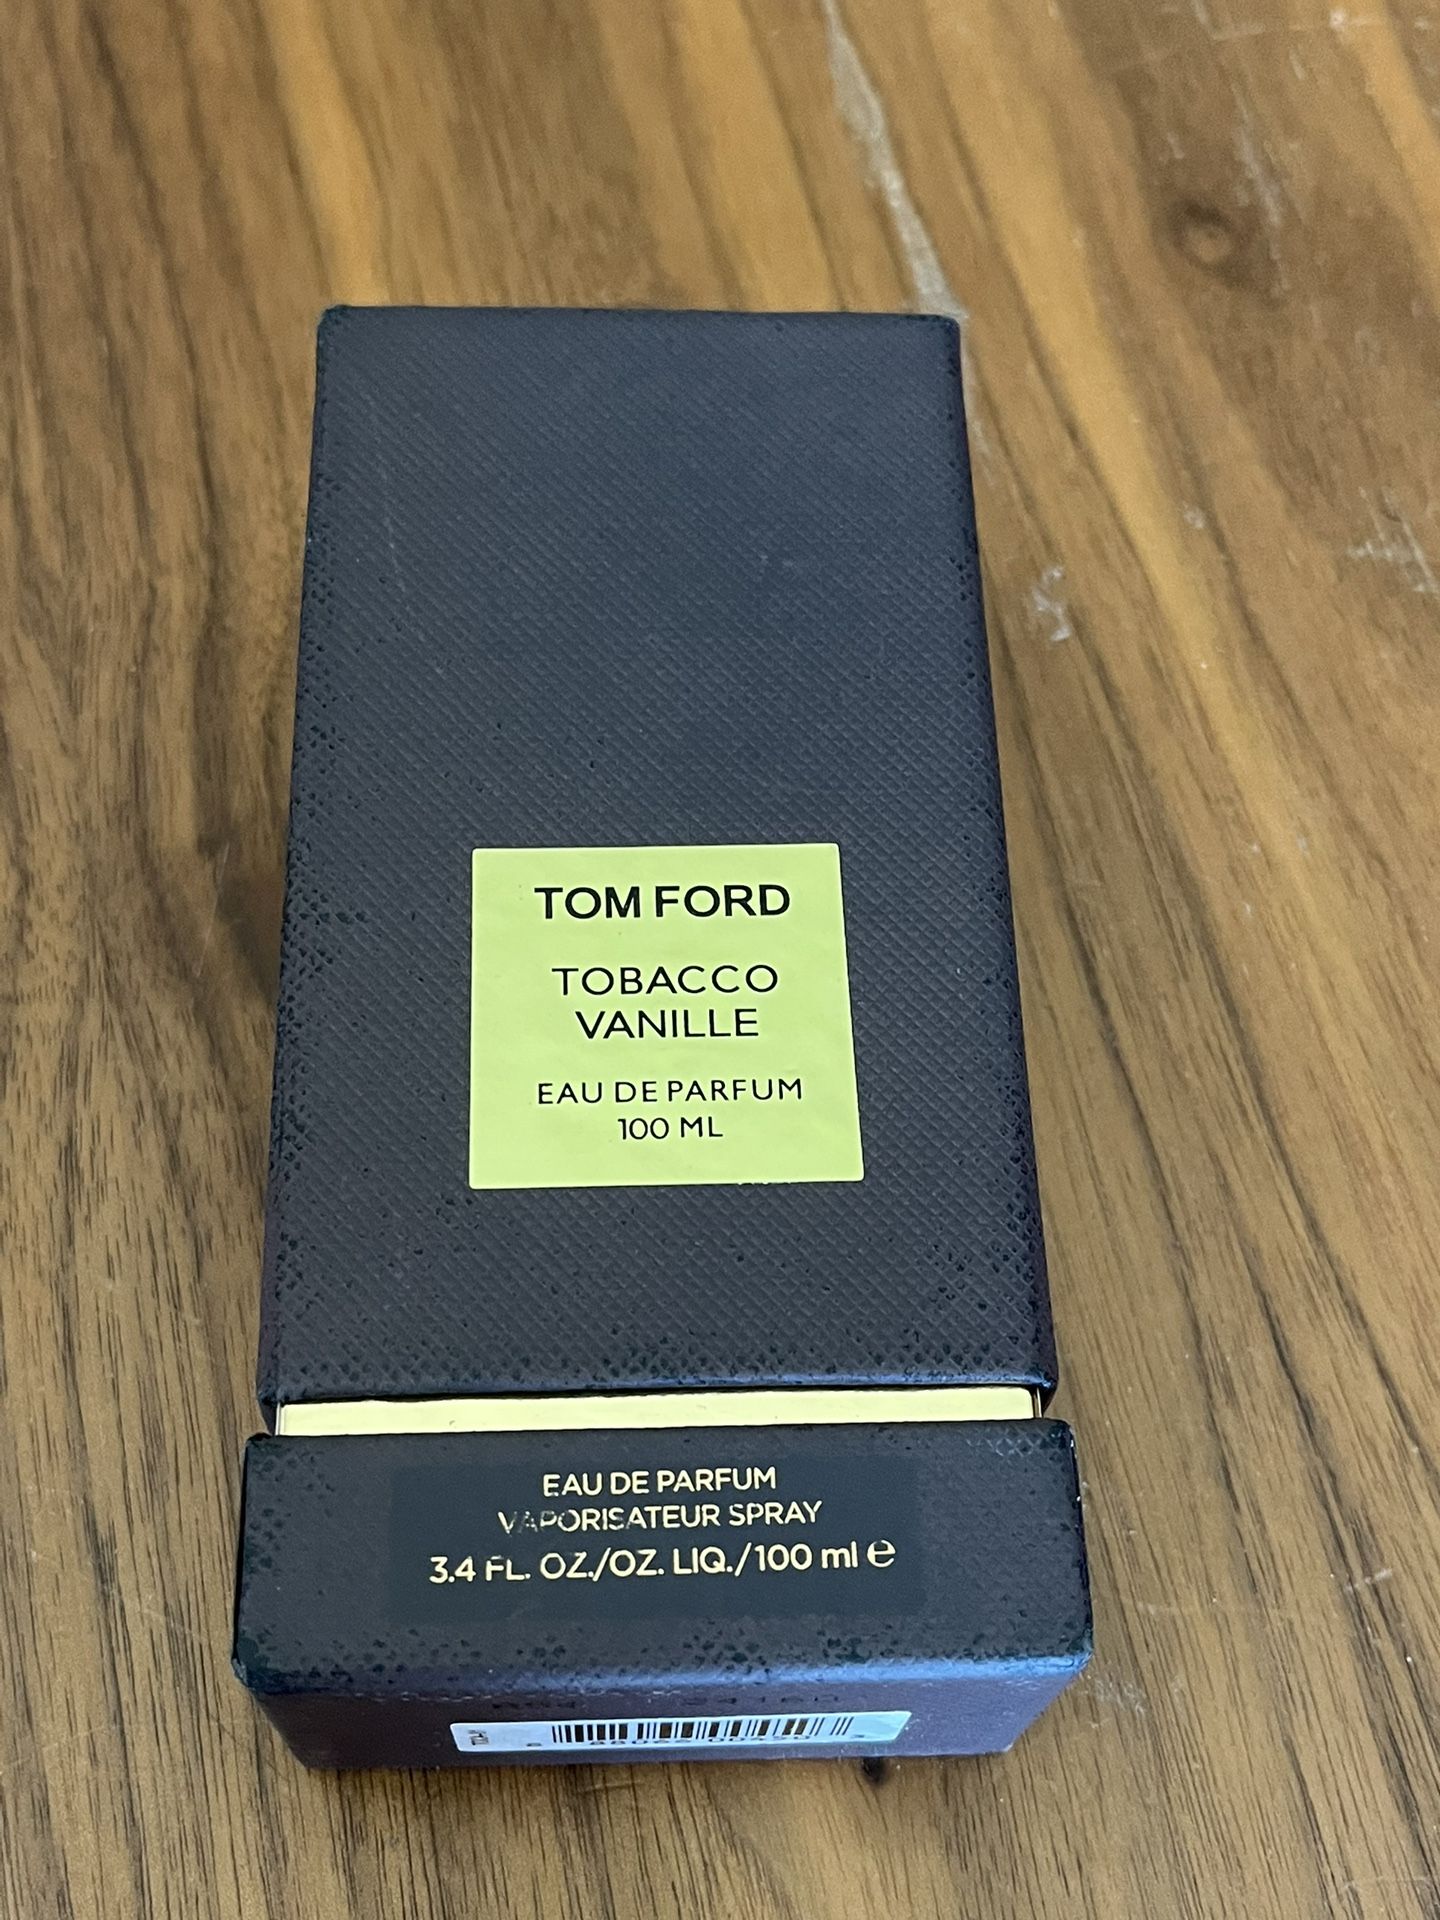 TOM FORD
TOBACCO
VANILLE
EAU DE PARFUM
100 ML
EAU DE PARFUM
VAPORISATEUR SPRAY
3.4 FL. OZ./OZ. LIQ./100 ml ℮